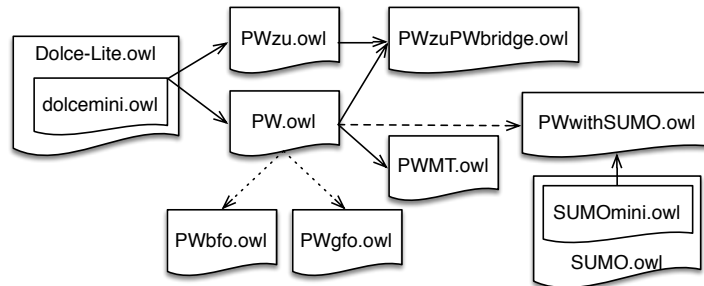 Dolce-Lite.owl
dolcemini.owl
PWzu.owl
PWzuPWbridge.owl
PW.owl
PWwithSUMO.owl
PWMT.owl
PWbfo.owl
PWgfo.owl
SUMOmini.owl
SUMO.owl